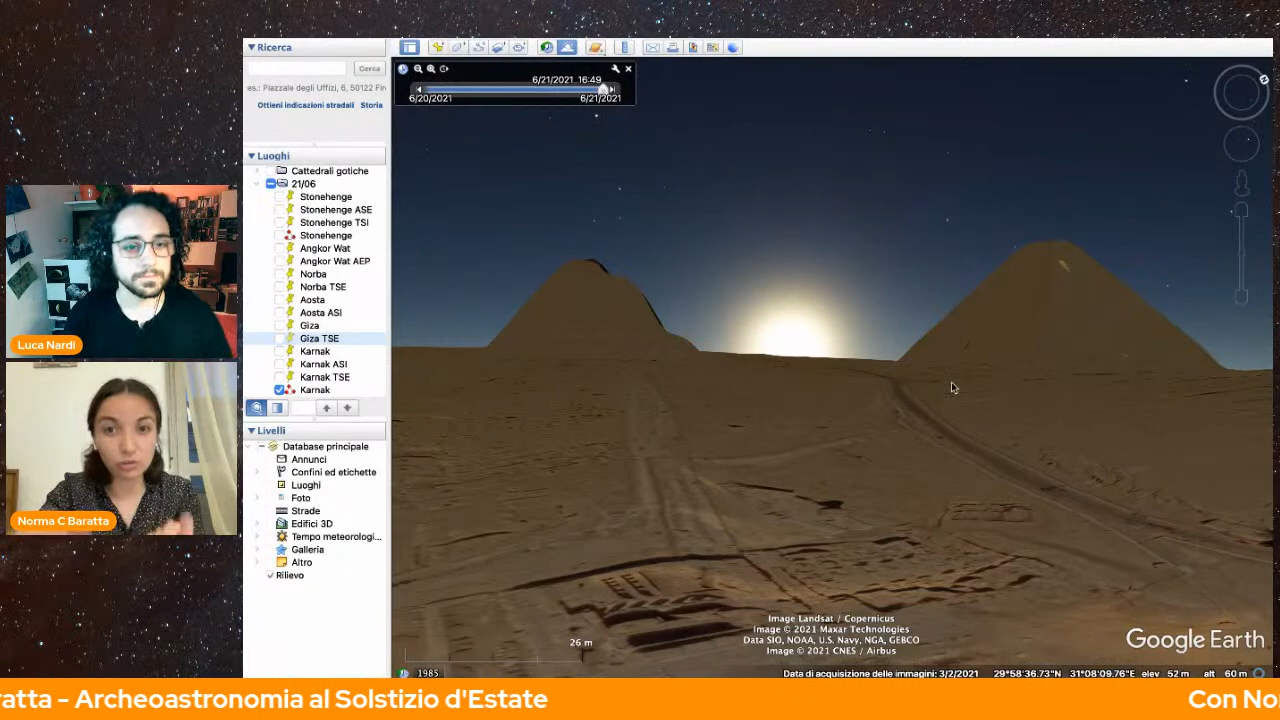 Ricerca
Cerca
es.: Piazzale degli Uffizi, 6, 50122 Fir
Ottieni indicazioni stradali Storia
Luoghi
Cattedrali gotiche
21/06
Stonehenge
Stonehenge ASE
Stonehenge TSI
Stonehenge
Angkor Wat
Angkor Wat AEP
Norba
Norba TSE
Aosta
Aosta ASI
Giza
Giza TSE
Karnak
Karnak ASI
Karnak TSE
Karnak
Livelli
Database principale
Annunci
Confini ed etichette
Luoghi
Foto
Strade
Edifici 3D
Tempo meteorologi...
Galleria
Altro
Rilievo
6/21/2021 16:49
6/20/2021 6/21/2021
Luca Nardi
Norma C Baratta
26 m
Image Landsat / Copernicus
Image © 2021 Maxar Technologies
Data SIO, NOAA, U.S. Navy, NGA, GEBCO
Image © 2021 CNES / Airbus
Google Earth
1985
Data di acquisizione delle immagini: 3/2/2021 29°58'36.73"N 31°08'09.76"E elev 52 m alt 60 m
ratta - Archeoastronomia al Solstizio d'Estate
Con No